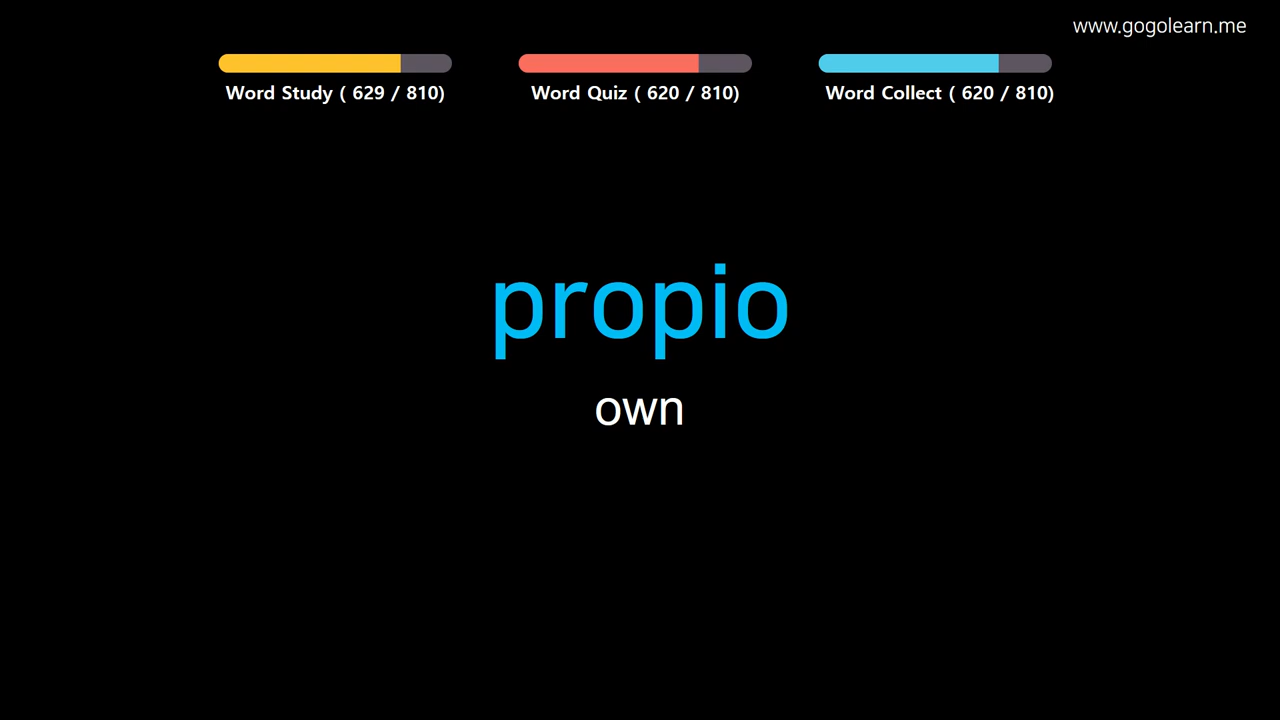 www.gogolearn.me
Word Study ( 629 / 810)
Word Quiz ( 620 / 810)
Word Collect ( 620 / 810)
propio
own